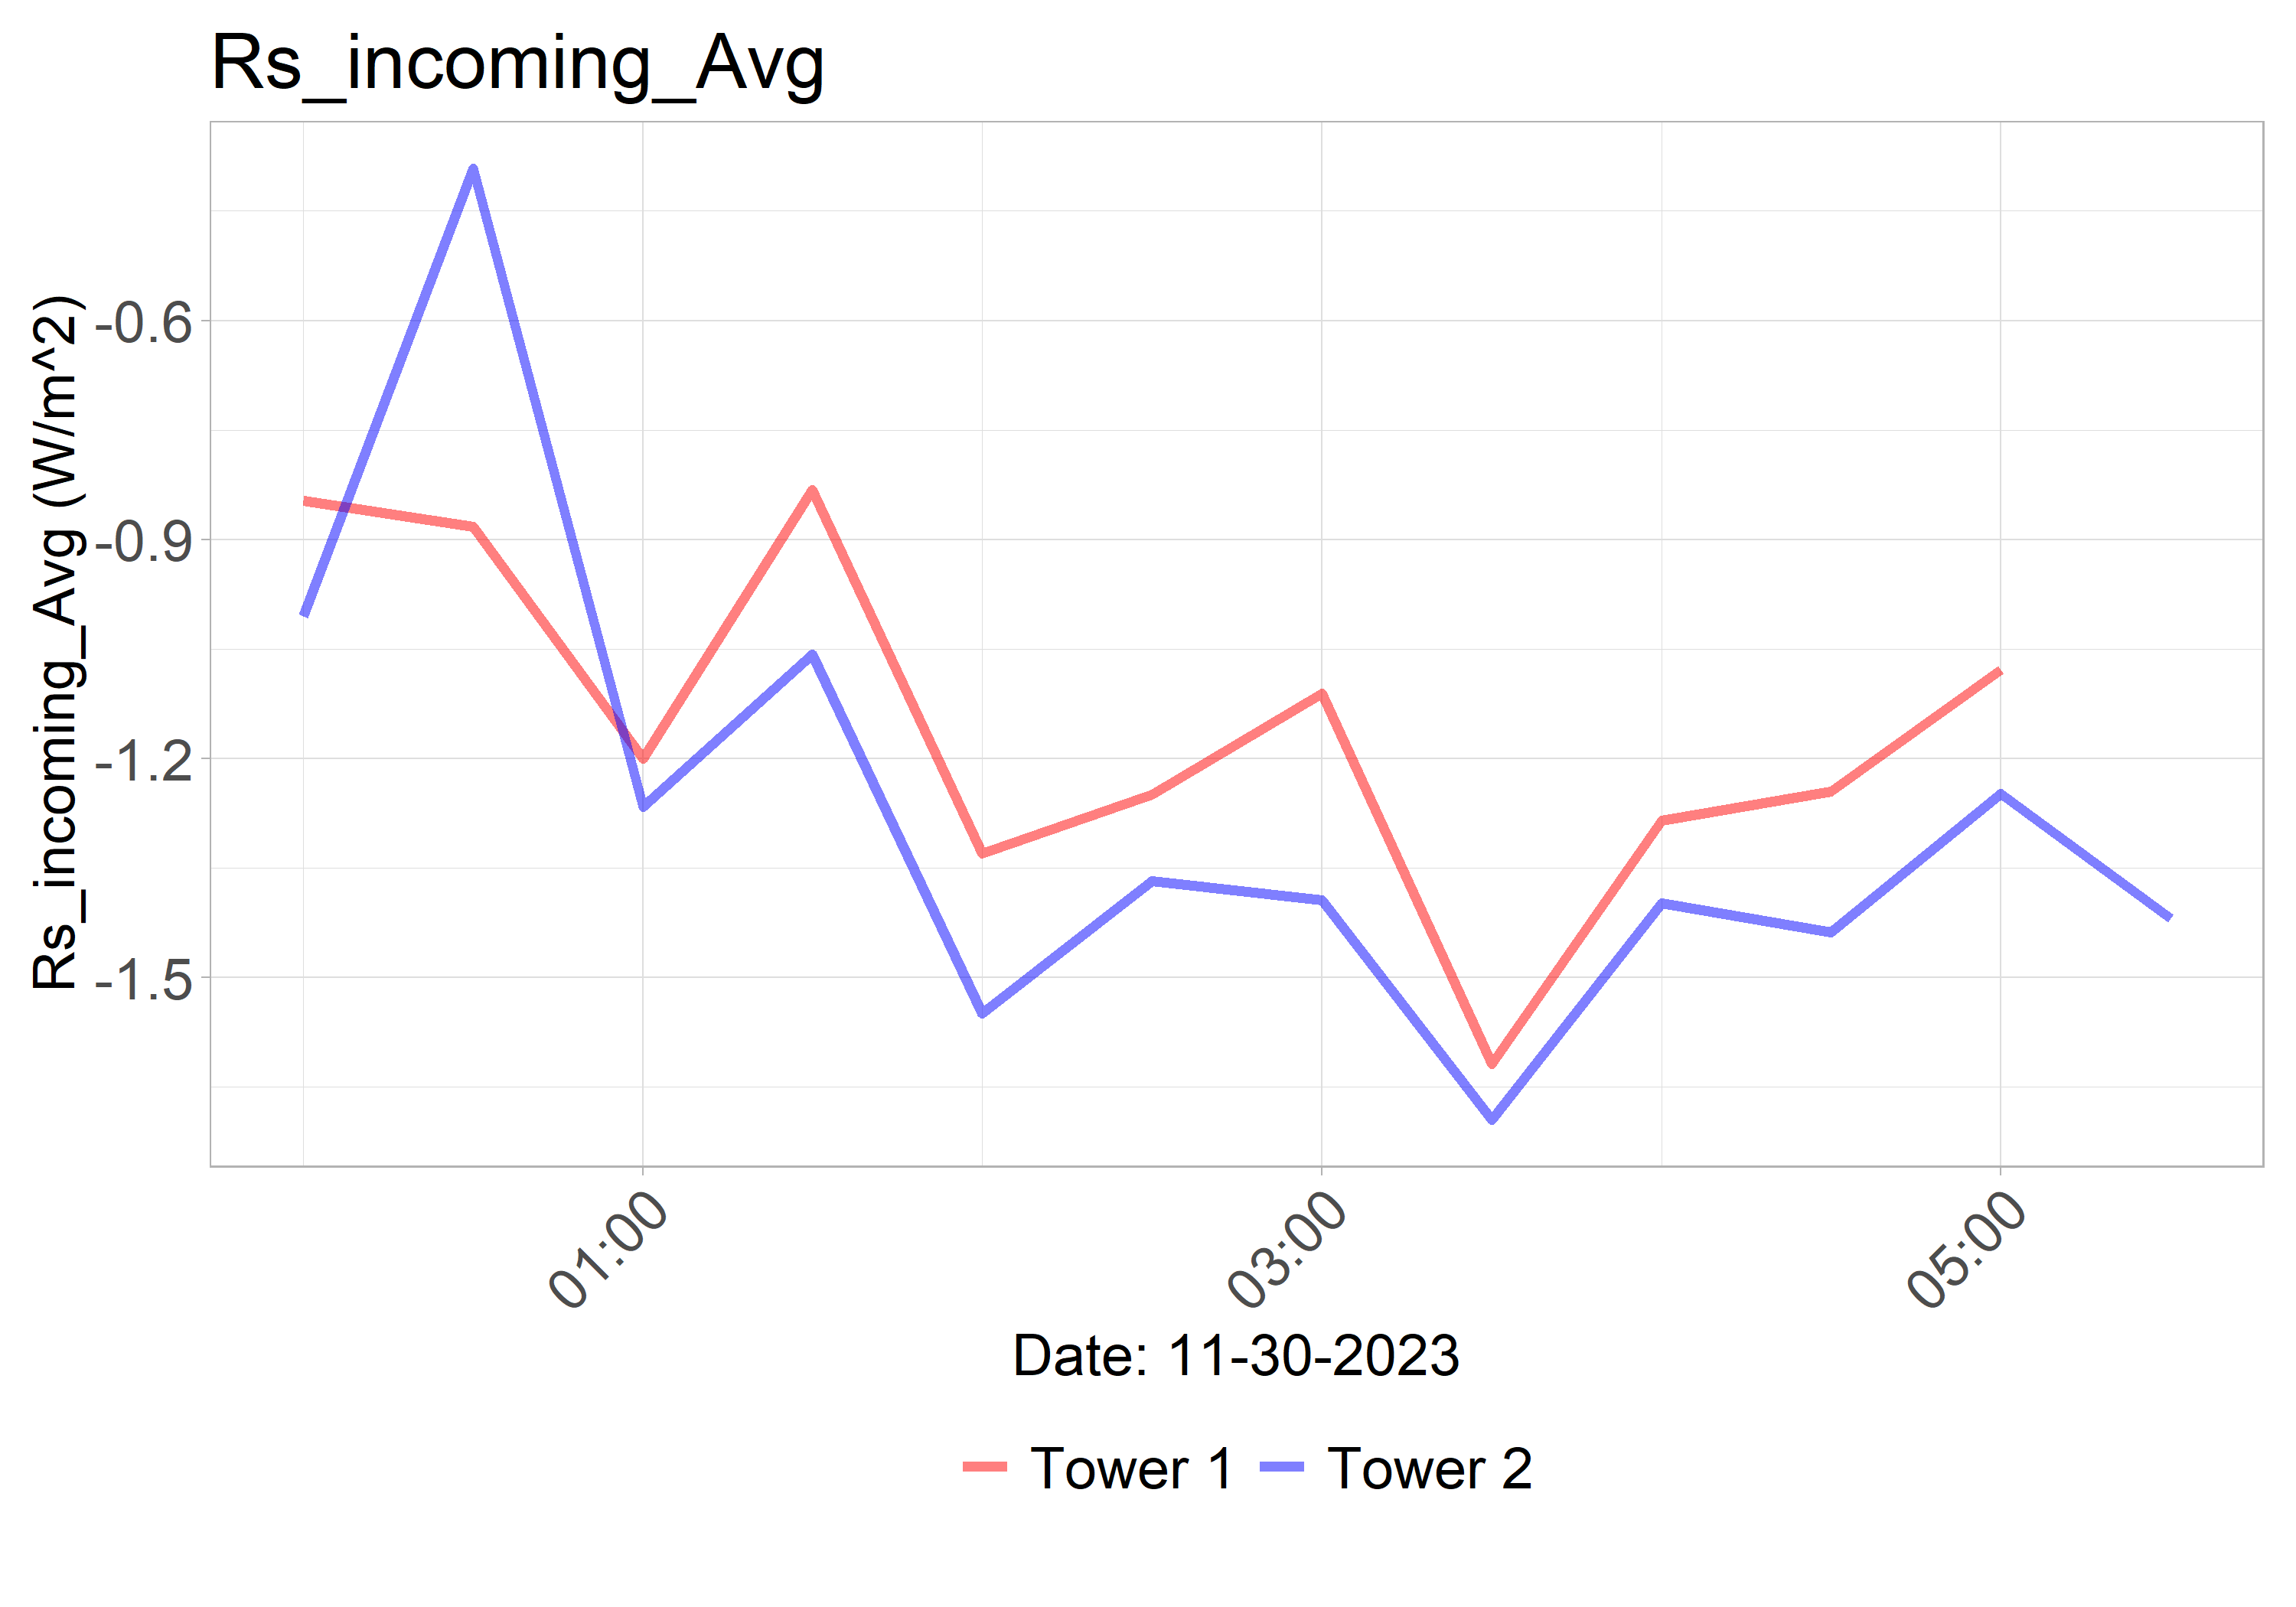 Rs_incoming_Avg
Rs_incoming_Avg (W/m^2)
-0.6
-0.9
-1.2
-1.5
01:00
03:00
05:00
Date: 11-30-2023
Tower 1
Tower 2